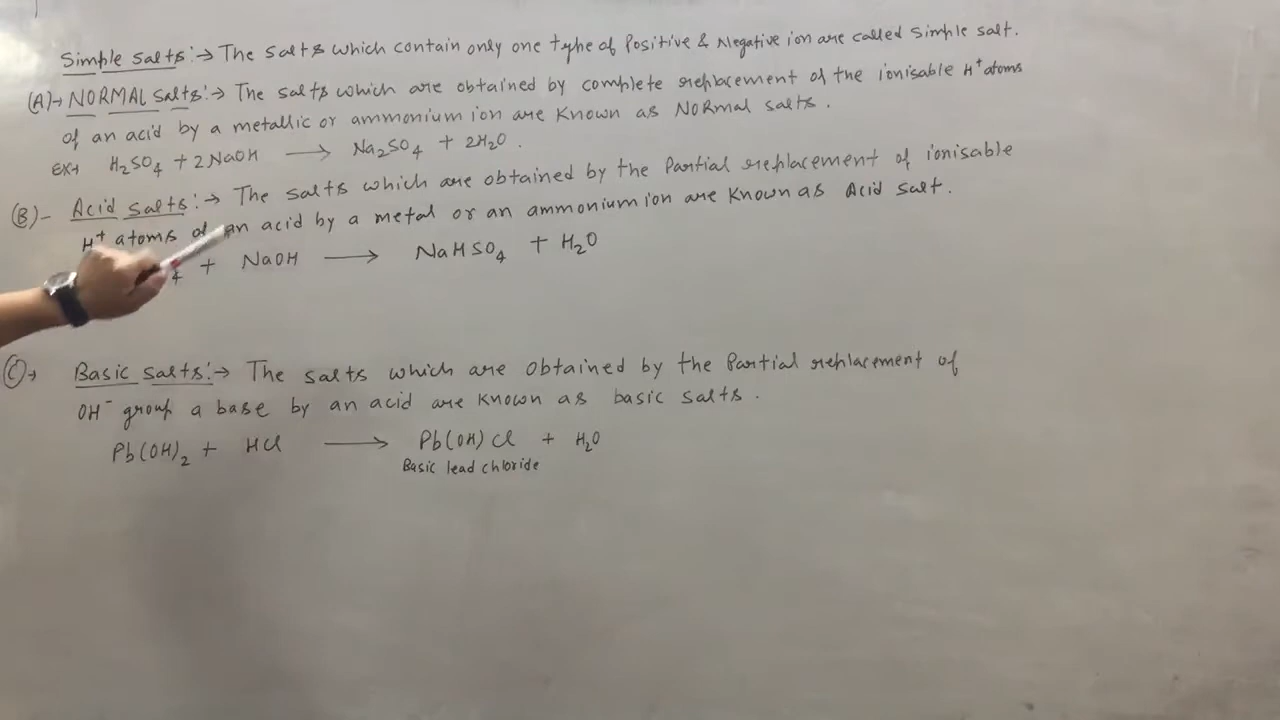 Simple salts:→ The salts which contain only one type of Positive & Negative ion are called simple salt.
(A)→ NORMAL salts:→ The salts which are obtained by complete replacement of the ionisable H⁺ atoms
of an acid by a metallic or ammonium ion are known as NORmal salts.
Ex→ H₂SO₄ + 2NaOH ⟶ Na₂SO₄ + 2H₂O.
(B)- Acid salts:→ The salts which are obtained by the Partial replacement of ionisable
H⁺ atoms of an acid by a metal or an ammonium ion are known as Acid salt.
4 + NaOH ⟶ NaHSO₄ + H₂O
(C)→ Basic salts:→ The salts which are obtained by the Partial replacement of
OH⁻ group a base by an acid are known as basic salts.
Pb(OH)₂ + HCl ⟶ Pb(OH)Cl + H₂O
Basic lead chloride